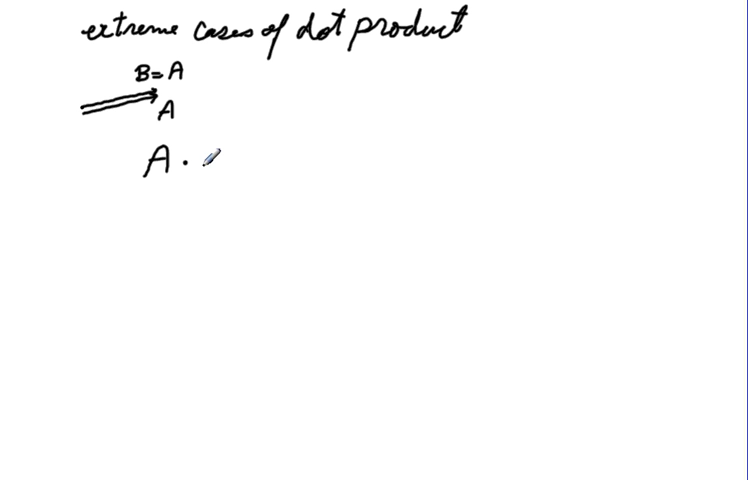 extreme cases of dot product
B = A
A
A ·